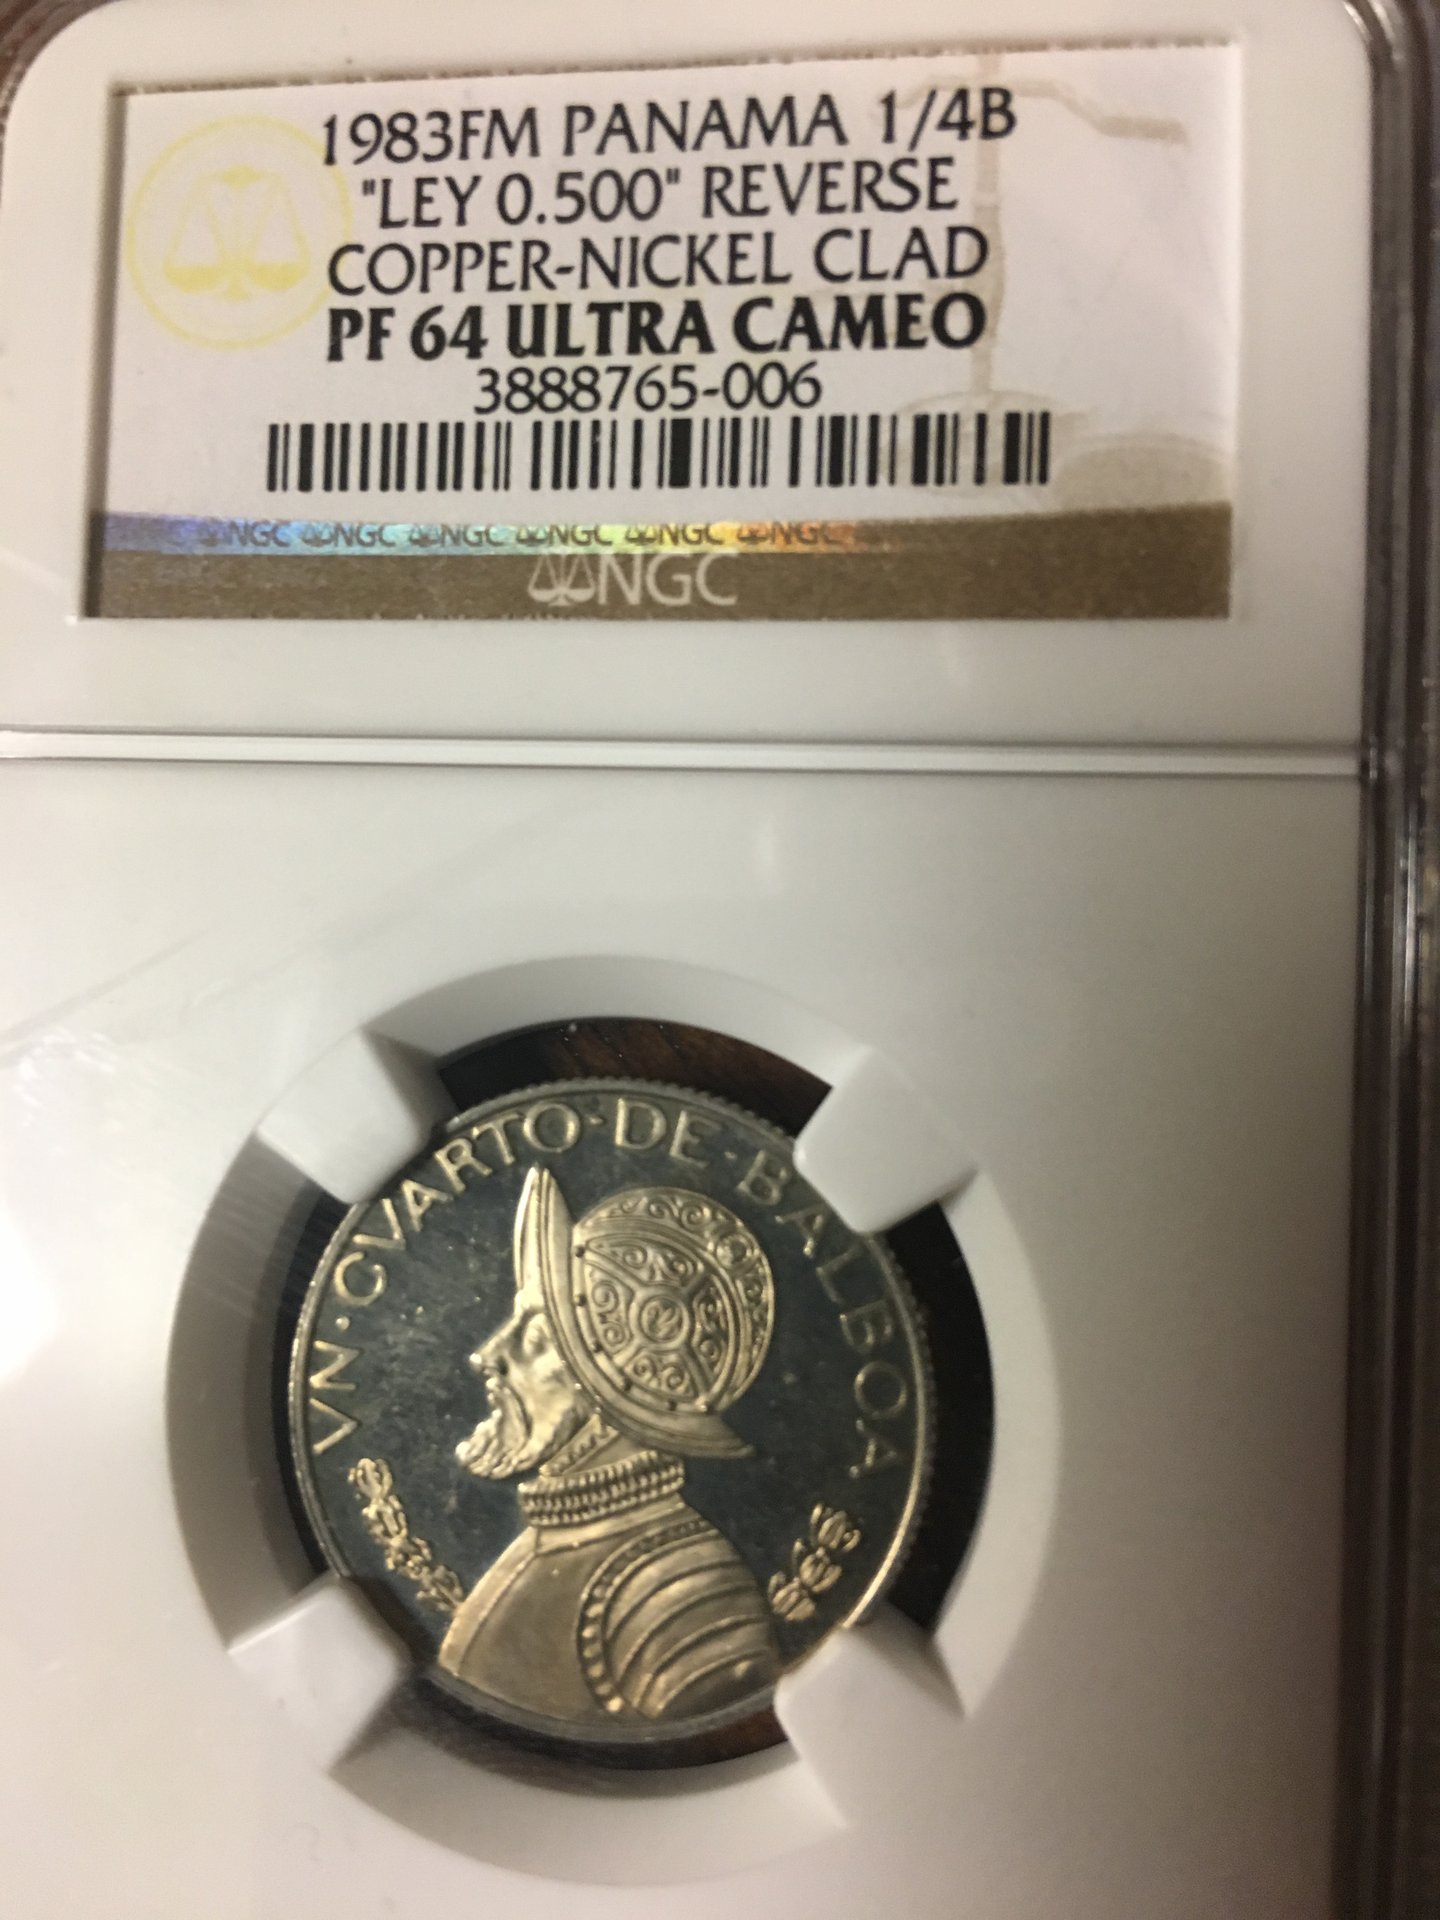 1983FM PANAMA 1/4B
"LEY 0.500" REVERSE
COPPER-NICKEL CLAD
PF 64 ULTRA CAMEO
3888765-006
NGC NGC NGC NGC NGC NGC
NGC
VN · CVARTO · DE · BALBOA